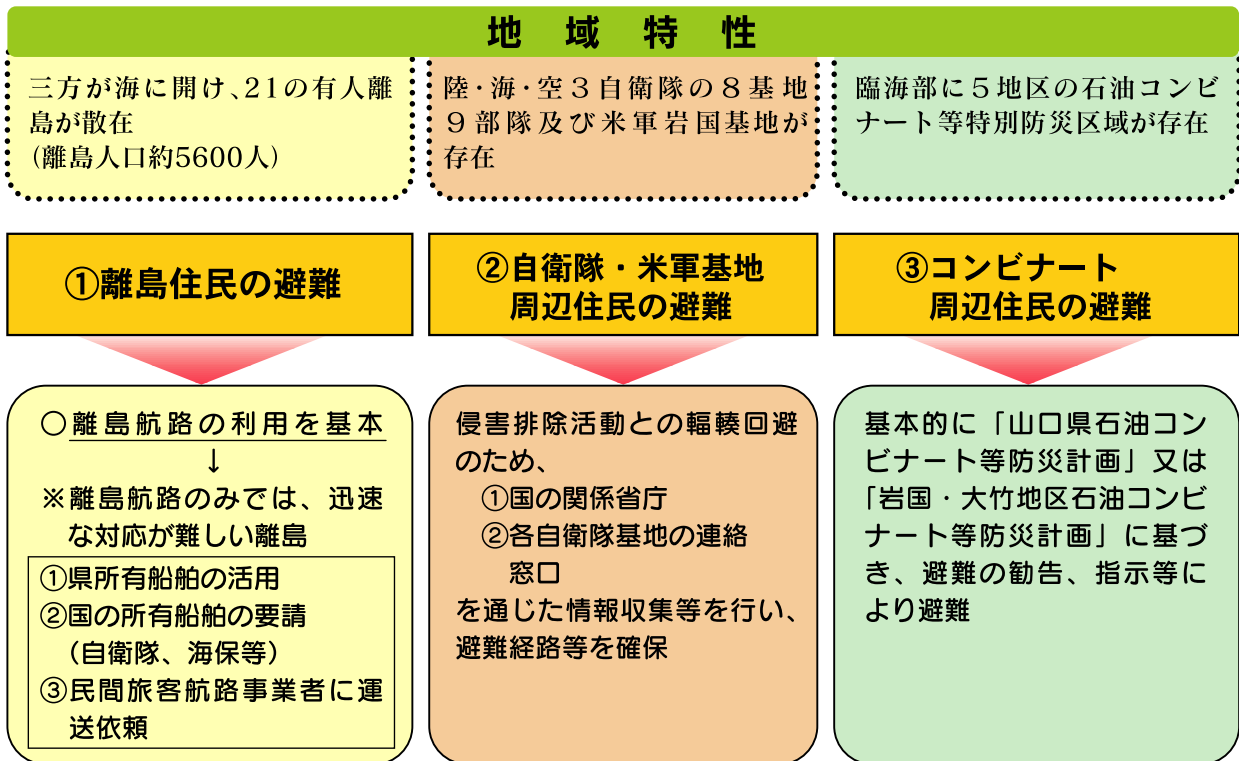 地域特性
三方が海に開け、21の有人離
島が散在
(離島人口約5600人)
陸・海・空3自衛隊の8基地
9部隊及び米軍岩国基地が
存在
臨海部に5地区の石油コンビ
ナート等特別防災区域が存在
①離島住民の避難
②自衛隊・米軍基地
周辺住民の避難
③コンビナート
周辺住民の避難
○離島航路の利用を基本
↓
※離島航路のみでは、迅速
な対応が難しい離島
①県所有船舶の活用
②国の所有船舶の要請
(自衛隊、海保等)
③民間旅客航路事業者に運
送依頼
侵害排除活動との輻輳回避
のため、
①国の関係省庁
②各自衛隊基地の連絡
窓口
を通じた情報収集等を行い、
避難経路等を確保
基本的に「山口県石油コン
ビナート等防災計画」又は
「岩国・大竹地区石油コンビ
ナート等防災計画」に基づ
き、避難の勧告、指示等に
より避難